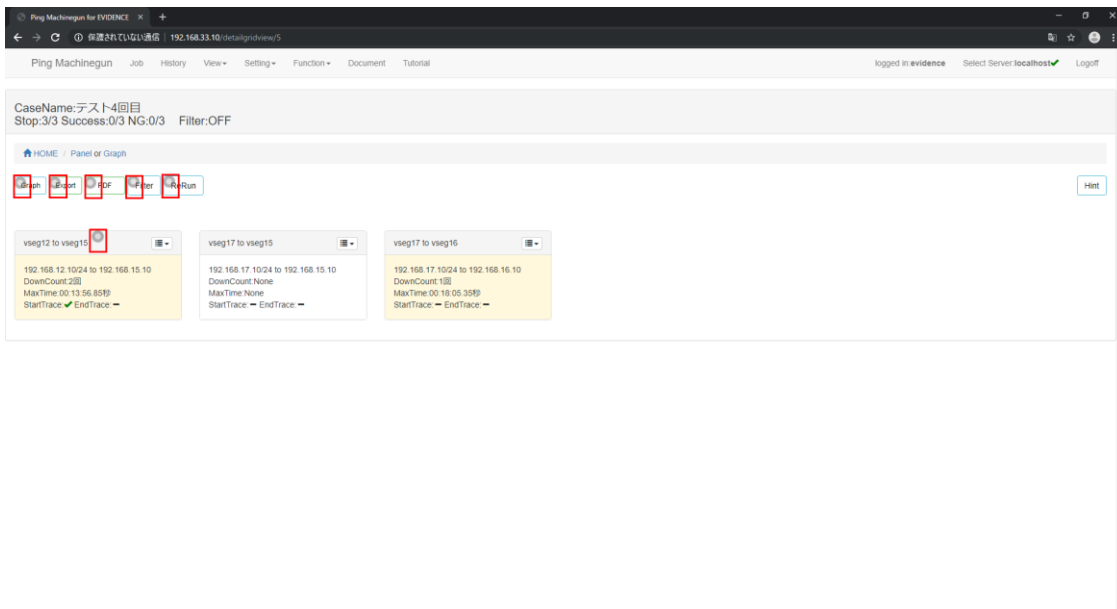 Ping Machinegun for EVIDENCE
保護されていない通信 | 192.168.33.10/detailgridview/5
Ping Machinegun Job History View Setting Function Document Tutorial logged in:evidence Select Server:localhost Logoff
CaseName:テスト4回目
Stop:3/3 Success:0/3 NG:0/3 Filter:OFF
HOME / Panel or Graph
Graph Export PDF Filter ReRun Hint
vseg12 to vseg15
192.168.12.10/24 to 192.168.15.10
DownCount:2回
MaxTime:00:13:56.85秒
StartTrace: EndTrace:
vseg17 to vseg15
192.168.17.10/24 to 192.168.15.10
DownCount:None
MaxTime:None
StartTrace: EndTrace:
vseg17 to vseg16
192.168.17.10/24 to 192.168.16.10
DownCount:1回
MaxTime:00:18:05.35秒
StartTrace: EndTrace: